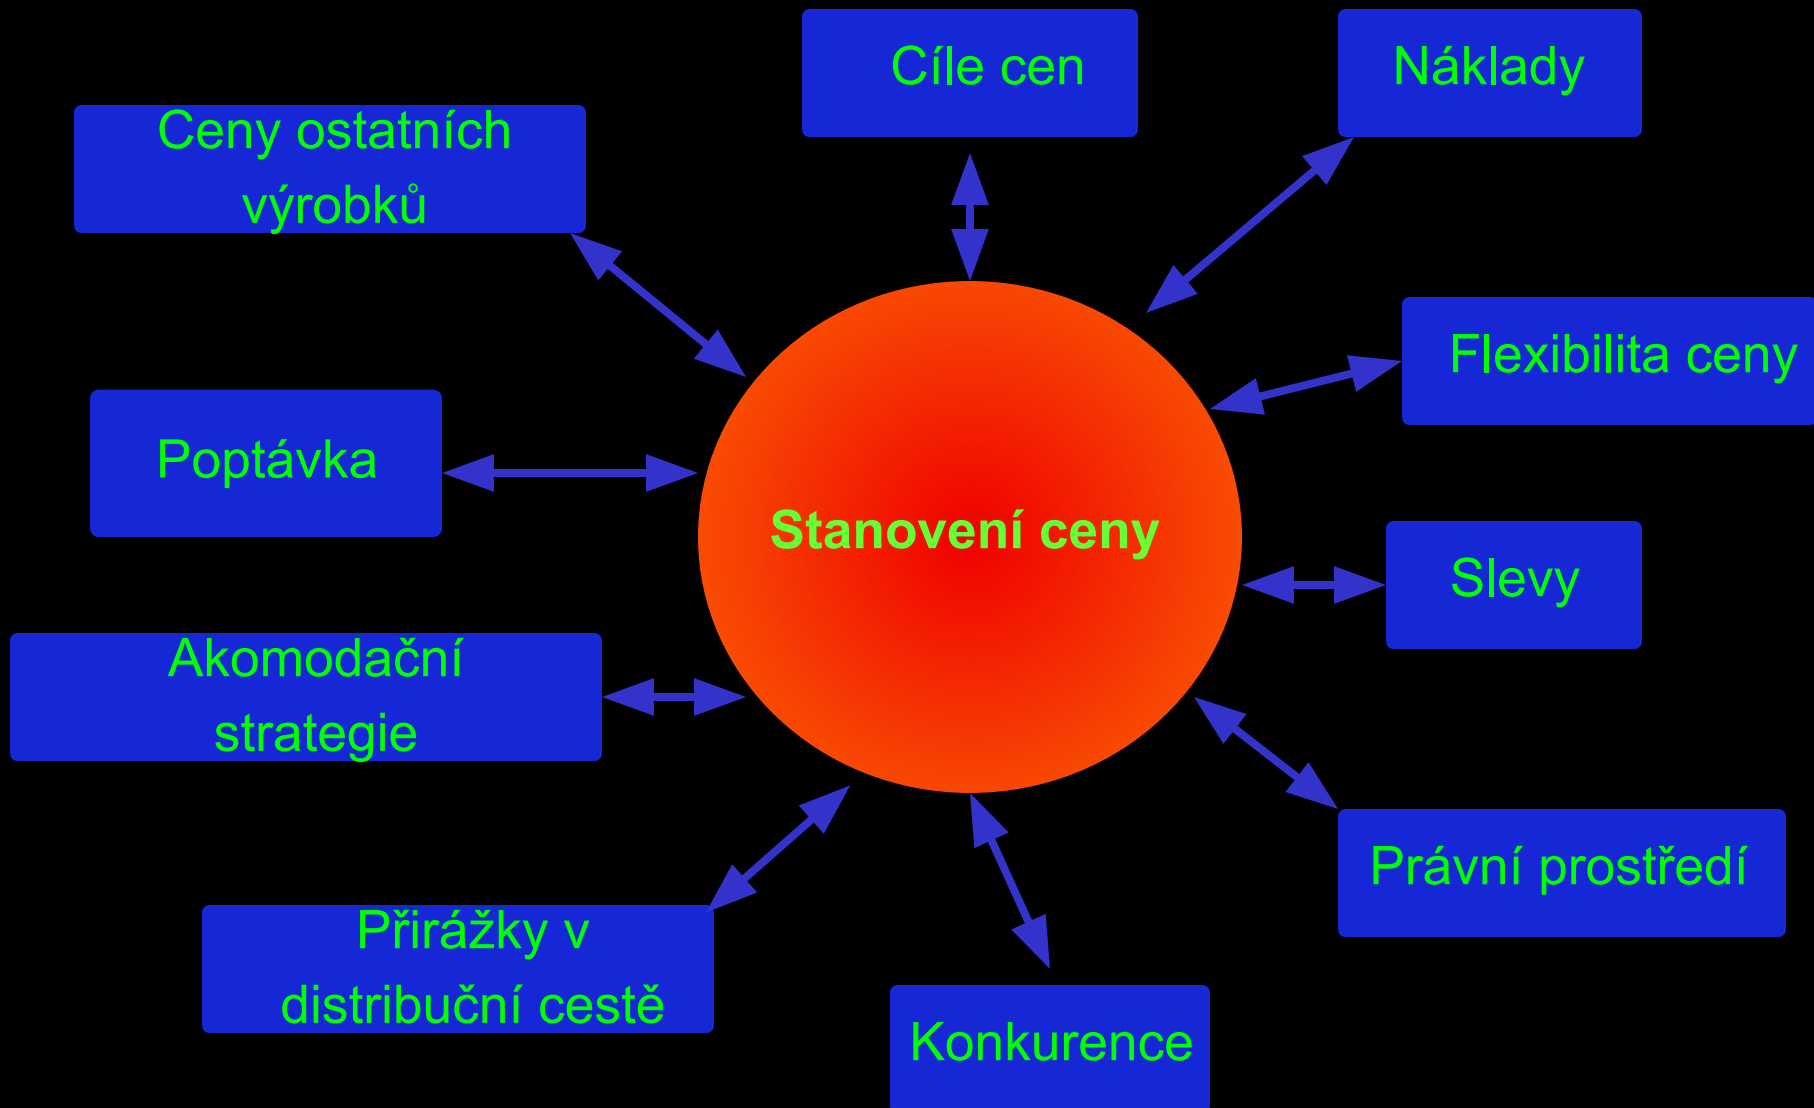 Cíle cen
Náklady
Ceny ostatních
výrobků
Flexibilita ceny
Poptávka
Stanovení ceny
Slevy
Akomodační
strategie
Právní prostředí
Přirážky v
distribuční cestě
Konkurence